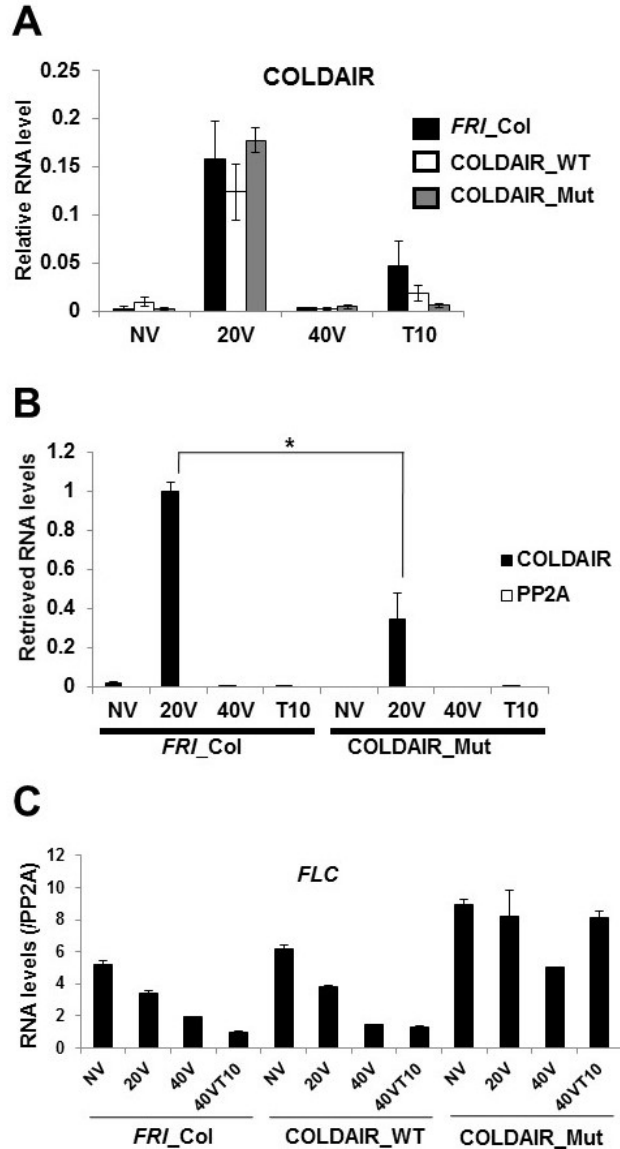 A
COLDAIR
Relative RNA level
0.25
0.2
0.15
0.1
0.05
0
FRI_Col
COLDAIR_WT
COLDAIR_Mut
NV 20V 40V T10
B
Retrieved RNA levels
1.2
1
0.8
0.6
0.4
0.2
0
*
COLDAIR
PP2A
NV 20V 40V T10 NV 20V 40V T10
FRI_Col COLDAIR_Mut
C
FLC
RNA levels (/PP2A)
12
10
8
6
4
2
0
NV 20V 40V 40VT10 NV 20V 40V 40VT10 NV 20V 40V 40VT10
FRI_Col COLDAIR_WT COLDAIR_Mut